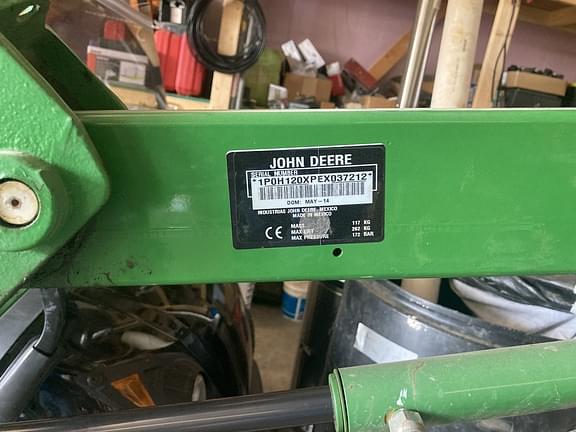 JOHN DEERE
SERIAL NUMBER
*1P0H120XPEX037212*
DOM: MAY-14
INDUSTRIAS JOHN DEERE-MEXICO
MADE IN MEXICO
CE
MASS 117 KG
MAX LIFT 262 KG
MAX PRESSURE 172 BAR